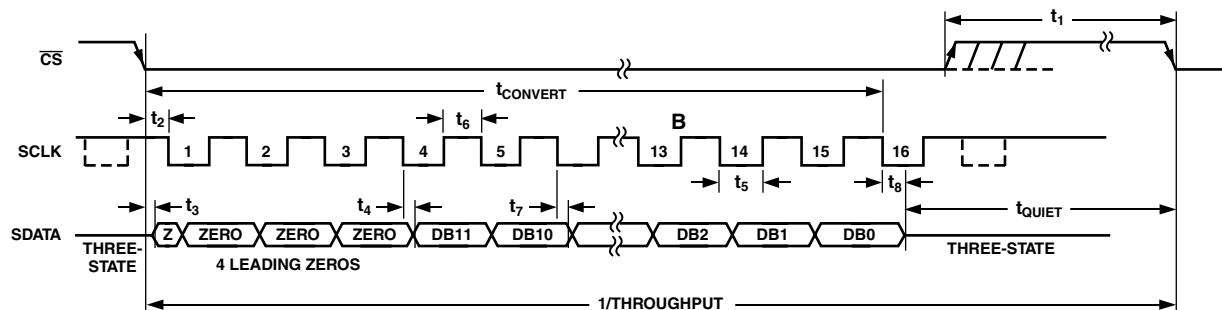 t1
CS
tCONVERT
t2
t6
B
SCLK
1
2
3
4
5
13
14
15
16
t5
t8
t3
t4
t7
tQUIET
SDATA
Z
ZERO
ZERO
ZERO
DB11
DB10
DB2
DB1
DB0
THREE-
STATE
THREE-STATE
4 LEADING ZEROS
1/THROUGHPUT